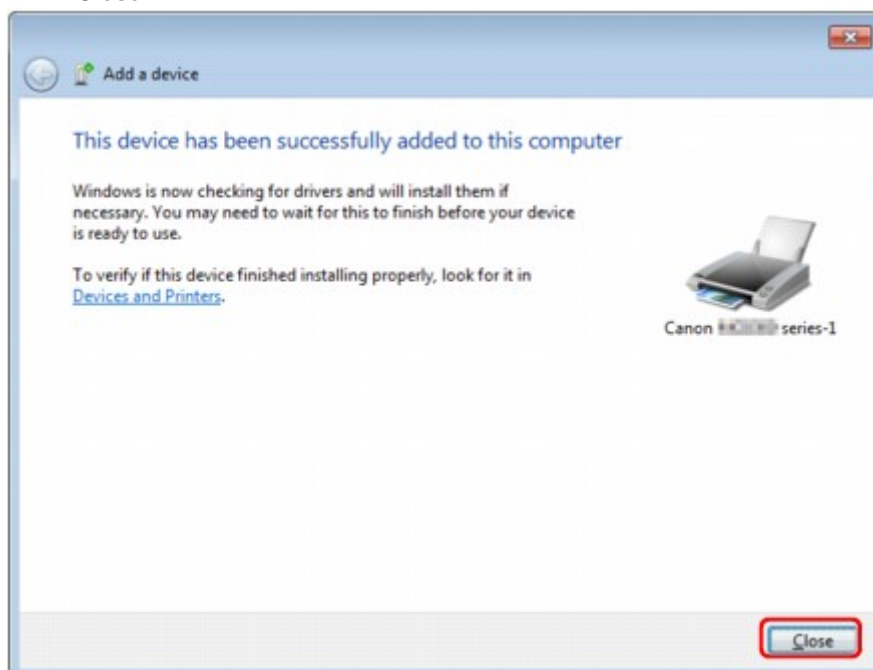 Add a device
This device has been successfully added to this computer
Windows is now checking for drivers and will install them if
necessary. You may need to wait for this to finish before your device
is ready to use.
To verify if this device finished installing properly, look for it in
Devices and Printers.
Canon series-1
Close